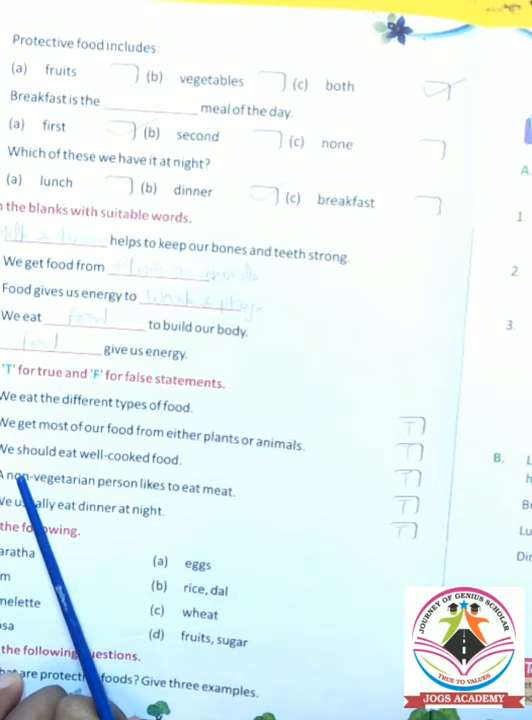 Protective food includes:
(a) fruits (b) vegetables (c) both
Breakfast is the ____________ meal of the day.
(a) first (b) second (c) none
Which of these we have it at night?
(a) lunch (b) dinner (c) breakfast
the blanks with suitable words.
helps to keep our bones and teeth strong.
We get food from
Food gives us energy to work & play.
We eat food to build our body.
food give us energy.
'T' for true and 'F' for false statements.
We eat the different types of food. T
We get most of our food from either plants or animals. T
We should eat well-cooked food. T
A non-vegetarian person likes to eat meat. T
We usually eat dinner at night. T
the following.
(a) eggs
(b) rice, dal
(c) wheat
(d) fruits, sugar
the following questions.
are protective foods? Give three examples.
A.
1.
2.
3.
B.
JOURNEY OF GENIUS SCHOLAR
TRUE TO VALUES
JOGS ACADEMY